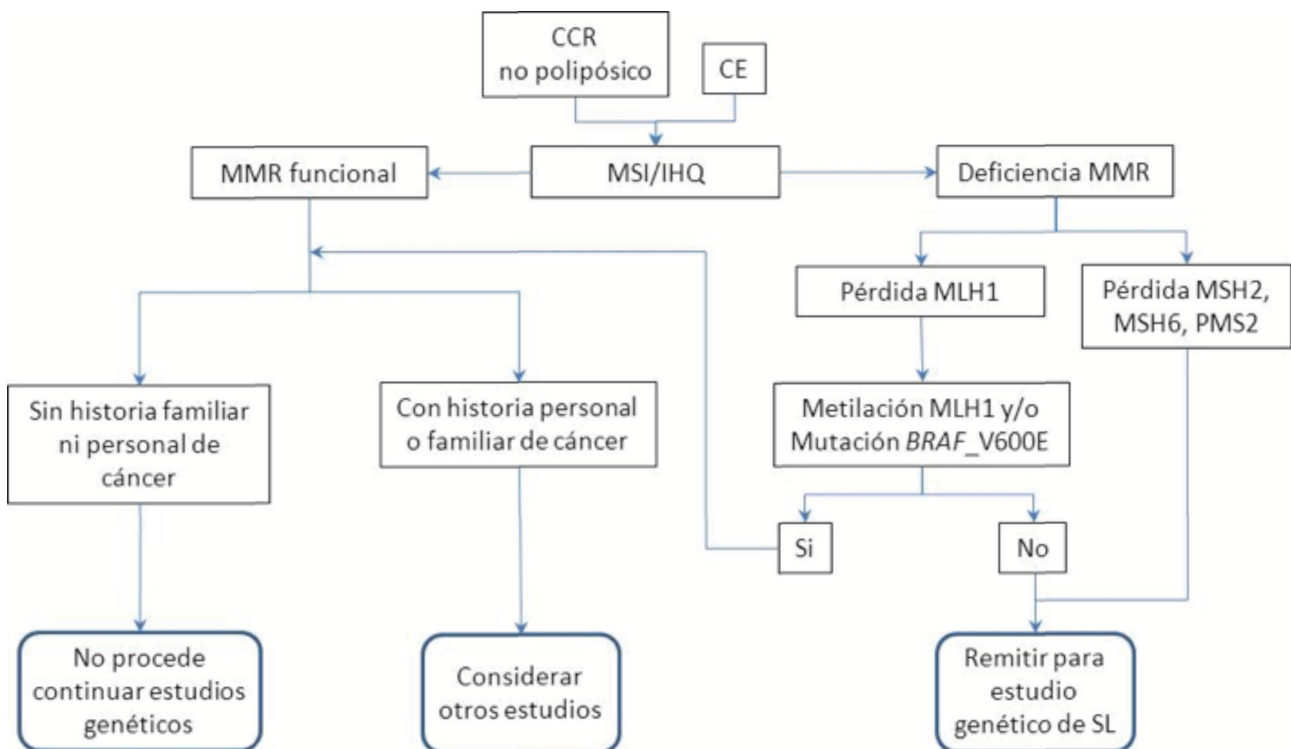 CCR
no polipósico
CE
MMR funcional
MSI/IHQ
Deficiencia MMR
Pérdida MLH1
Pérdida MSH2,
MSH6, PMS2
Sin historia familiar
ni personal de
cáncer
Con historia personal
o familiar de cáncer
Metilación MLH1 y/o
Mutación BRAF_V600E
Si
No
No procede
continuar estudios
genéticos
Considerar
otros estudios
Remitir para
estudio
genético de SL